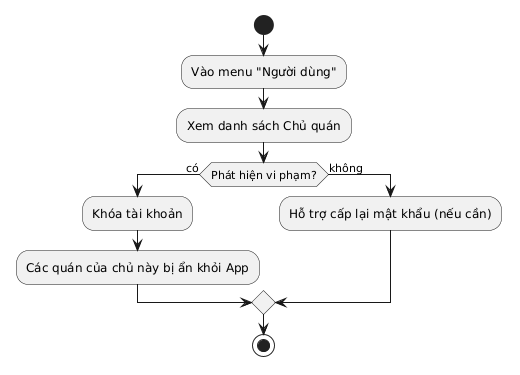 Vào menu "Người dùng"
Xem danh sách Chủ quán
có
Phát hiện vi phạm?
không
Khóa tài khoản
Hỗ trợ cấp lại mật khẩu (nếu cần)
Các quán của chủ này bị ẩn khỏi App